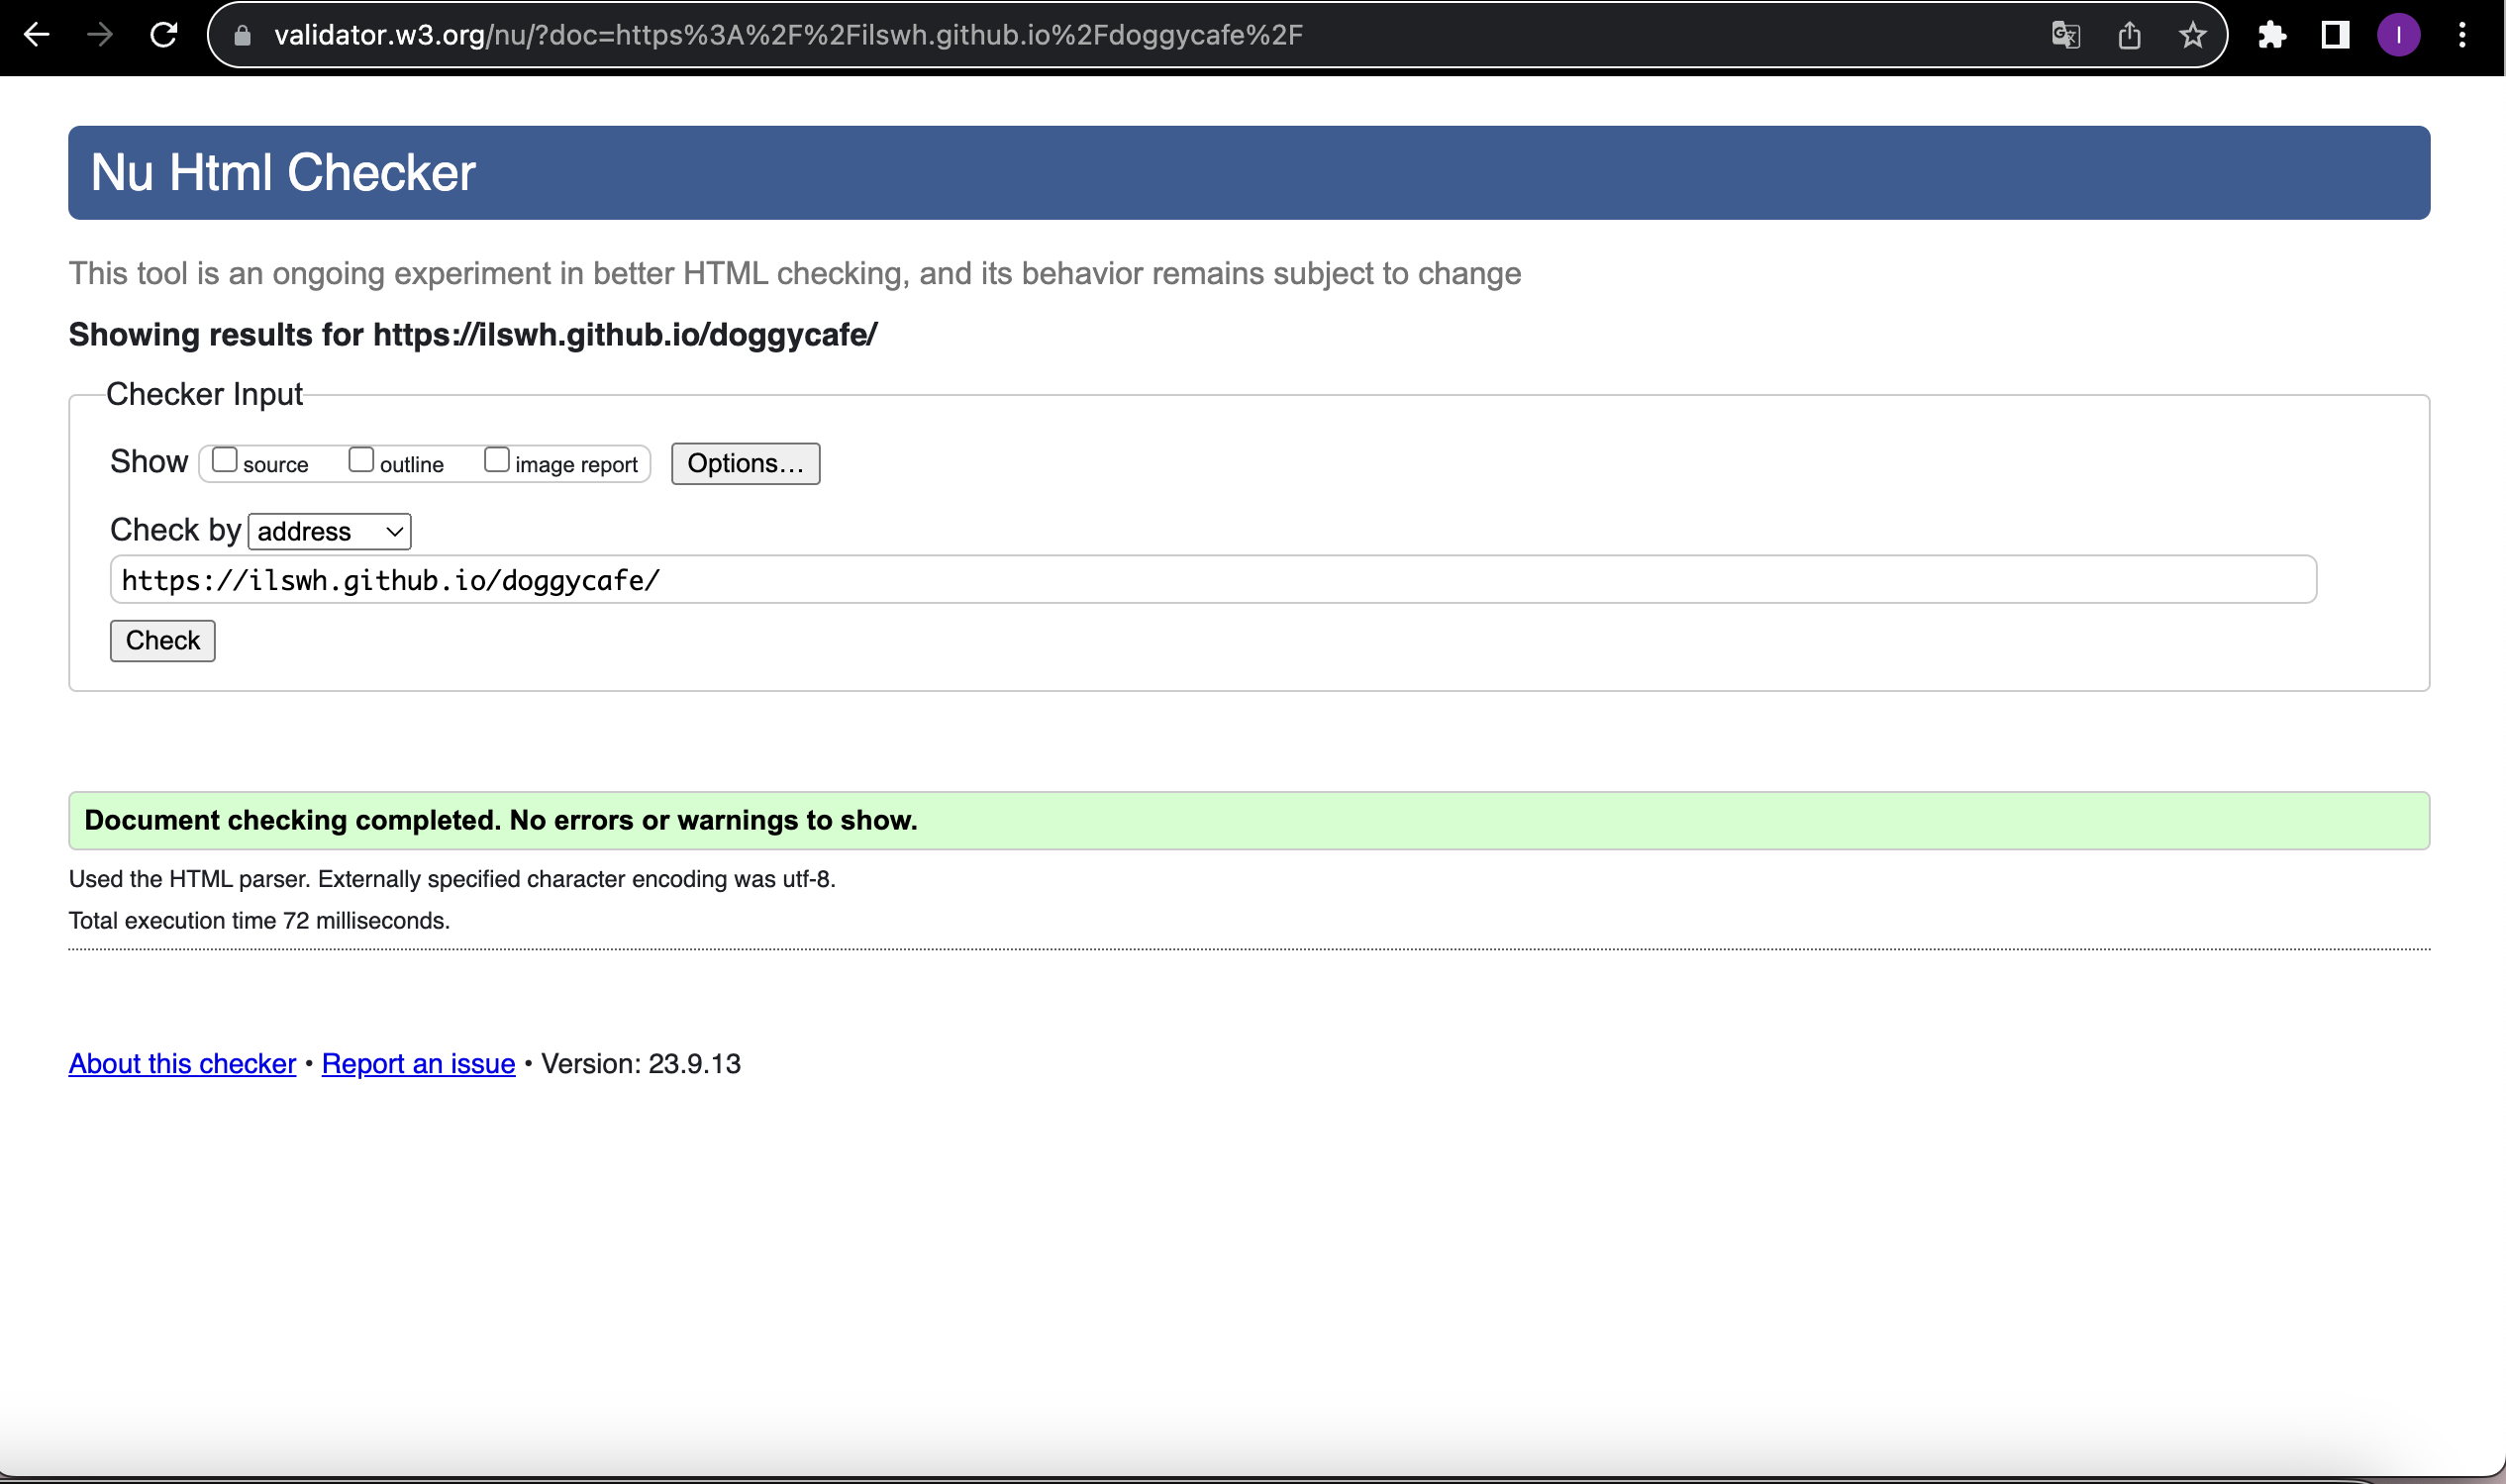 validator.w3.org/nu/?doc=https%3A%2F%2Filswh.github.io%2Fdoggycafe%2F
I
Nu Html Checker
This tool is an ongoing experiment in better HTML checking, and its behavior remains subject to change
Showing results for https://ilswh.github.io/doggycafe/
Checker Input
Show source outline image report Options...
Check by address
https://ilswh.github.io/doggycafe/
Check
Document checking completed. No errors or warnings to show.
Used the HTML parser. Externally specified character encoding was utf-8.
Total execution time 72 milliseconds.
About this checker • Report an issue • Version: 23.9.13